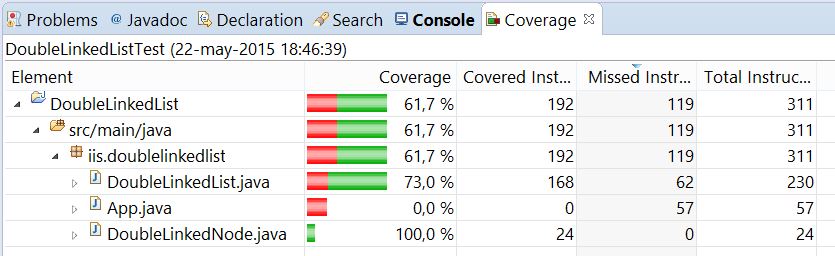 Problems @ Javadoc Declaration Search Console Coverage
DoubleLinkedListTest (22-may-2015 18:46:39)
Element Coverage Covered Inst... Missed Instr... Total Instruc...
DoubleLinkedList 61,7 % 192 119 311
src/main/java 61,7 % 192 119 311
iis.doublelinkedlist 61,7 % 192 119 311
DoubleLinkedList.java 73,0 % 168 62 230
App.java 0,0 % 0 57 57
DoubleLinkedNode.java 100,0 % 24 0 24